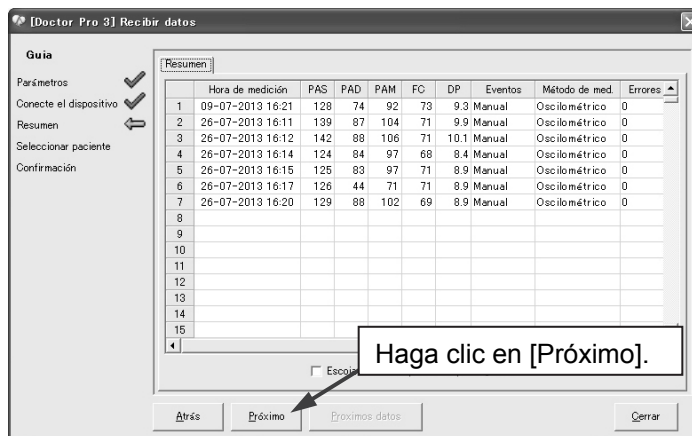 [Doctor Pro 3] Recibir datos
Guia
Parámetros
Conecte el dispositivo
Resumen
Seleccionar paciente
Confirmación
Resumen
Hora de medición PAS PAD PAM FC DP Eventos Método de med. Errores
1 09-07-2013 16:21 128 74 92 73 9.3 Manual Oscilométrico 0
2 26-07-2013 16:11 139 87 104 71 9.9 Manual Oscilométrico 0
3 26-07-2013 16:12 142 88 106 71 10.1 Manual Oscilométrico 0
4 26-07-2013 16:14 124 84 97 68 8.4 Manual Oscilométrico 0
5 26-07-2013 16:15 125 83 97 71 8.9 Manual Oscilométrico 0
6 26-07-2013 16:17 126 44 71 71 8.9 Manual Oscilométrico 0
7 26-07-2013 16:20 129 88 102 69 8.9 Manual Oscilométrico 0
8
9
10
11
12
13
14
15
Haga clic en [Próximo].
Atrás Próximo Proximos datos Cerrar